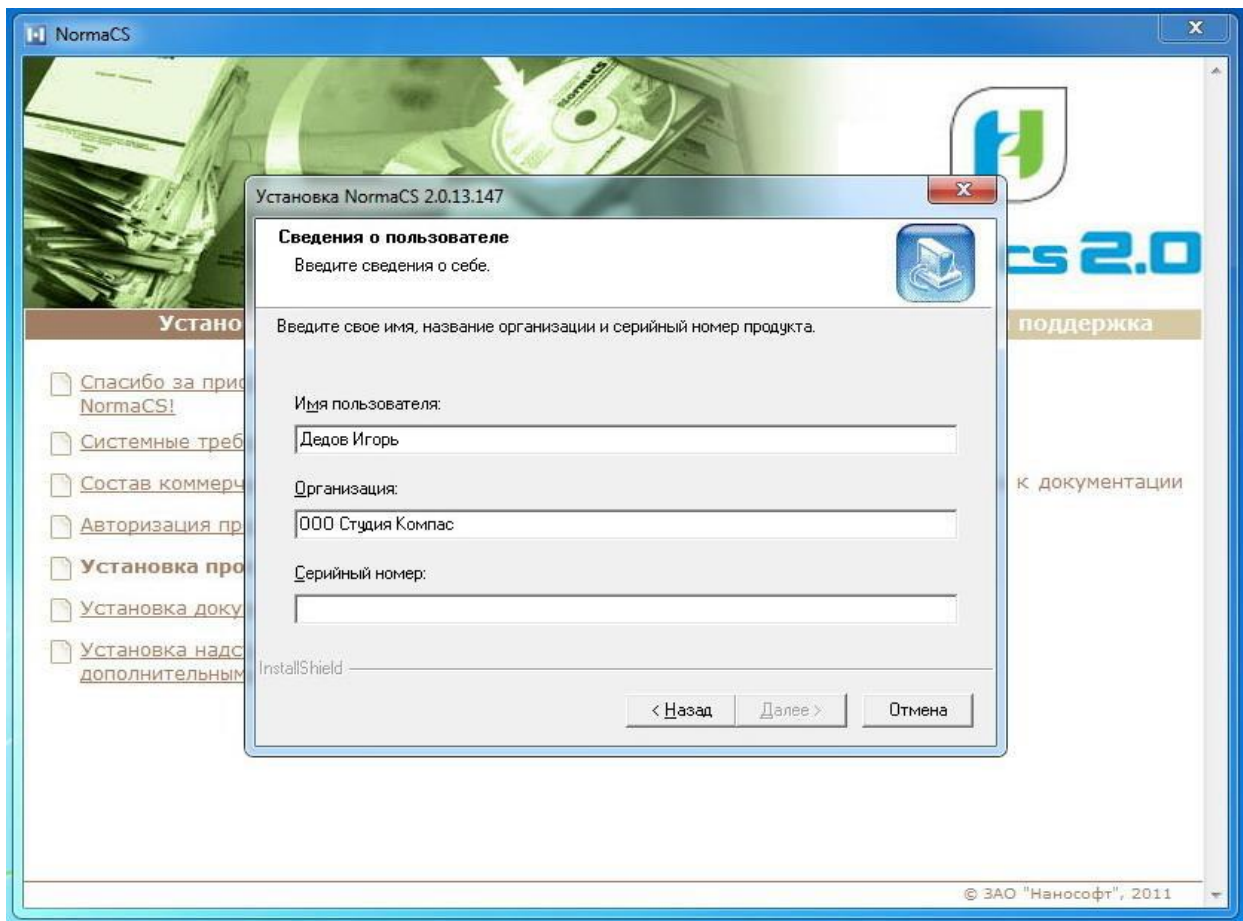 NormaCS
NormaCS
Установка NormaCS 2.0.13.147
Сведения о пользователе
Введите сведения о себе.
cs 2.0
Устано
поддержка
Введите свое имя, название организации и серийный номер продукта.
Спасибо за прис
NormaCS!
Имя пользователя:
Дедов Игорь
Системные треб
Состав коммерч
Организация:
к документации
ООО Студия Компас
Авторизация пр
Установка про
Серийный номер:
Установка доку
Установка надс
дополнительным
InstallShield
< Назад
Далее >
Отмена
© ЗАО "Нанософт", 2011